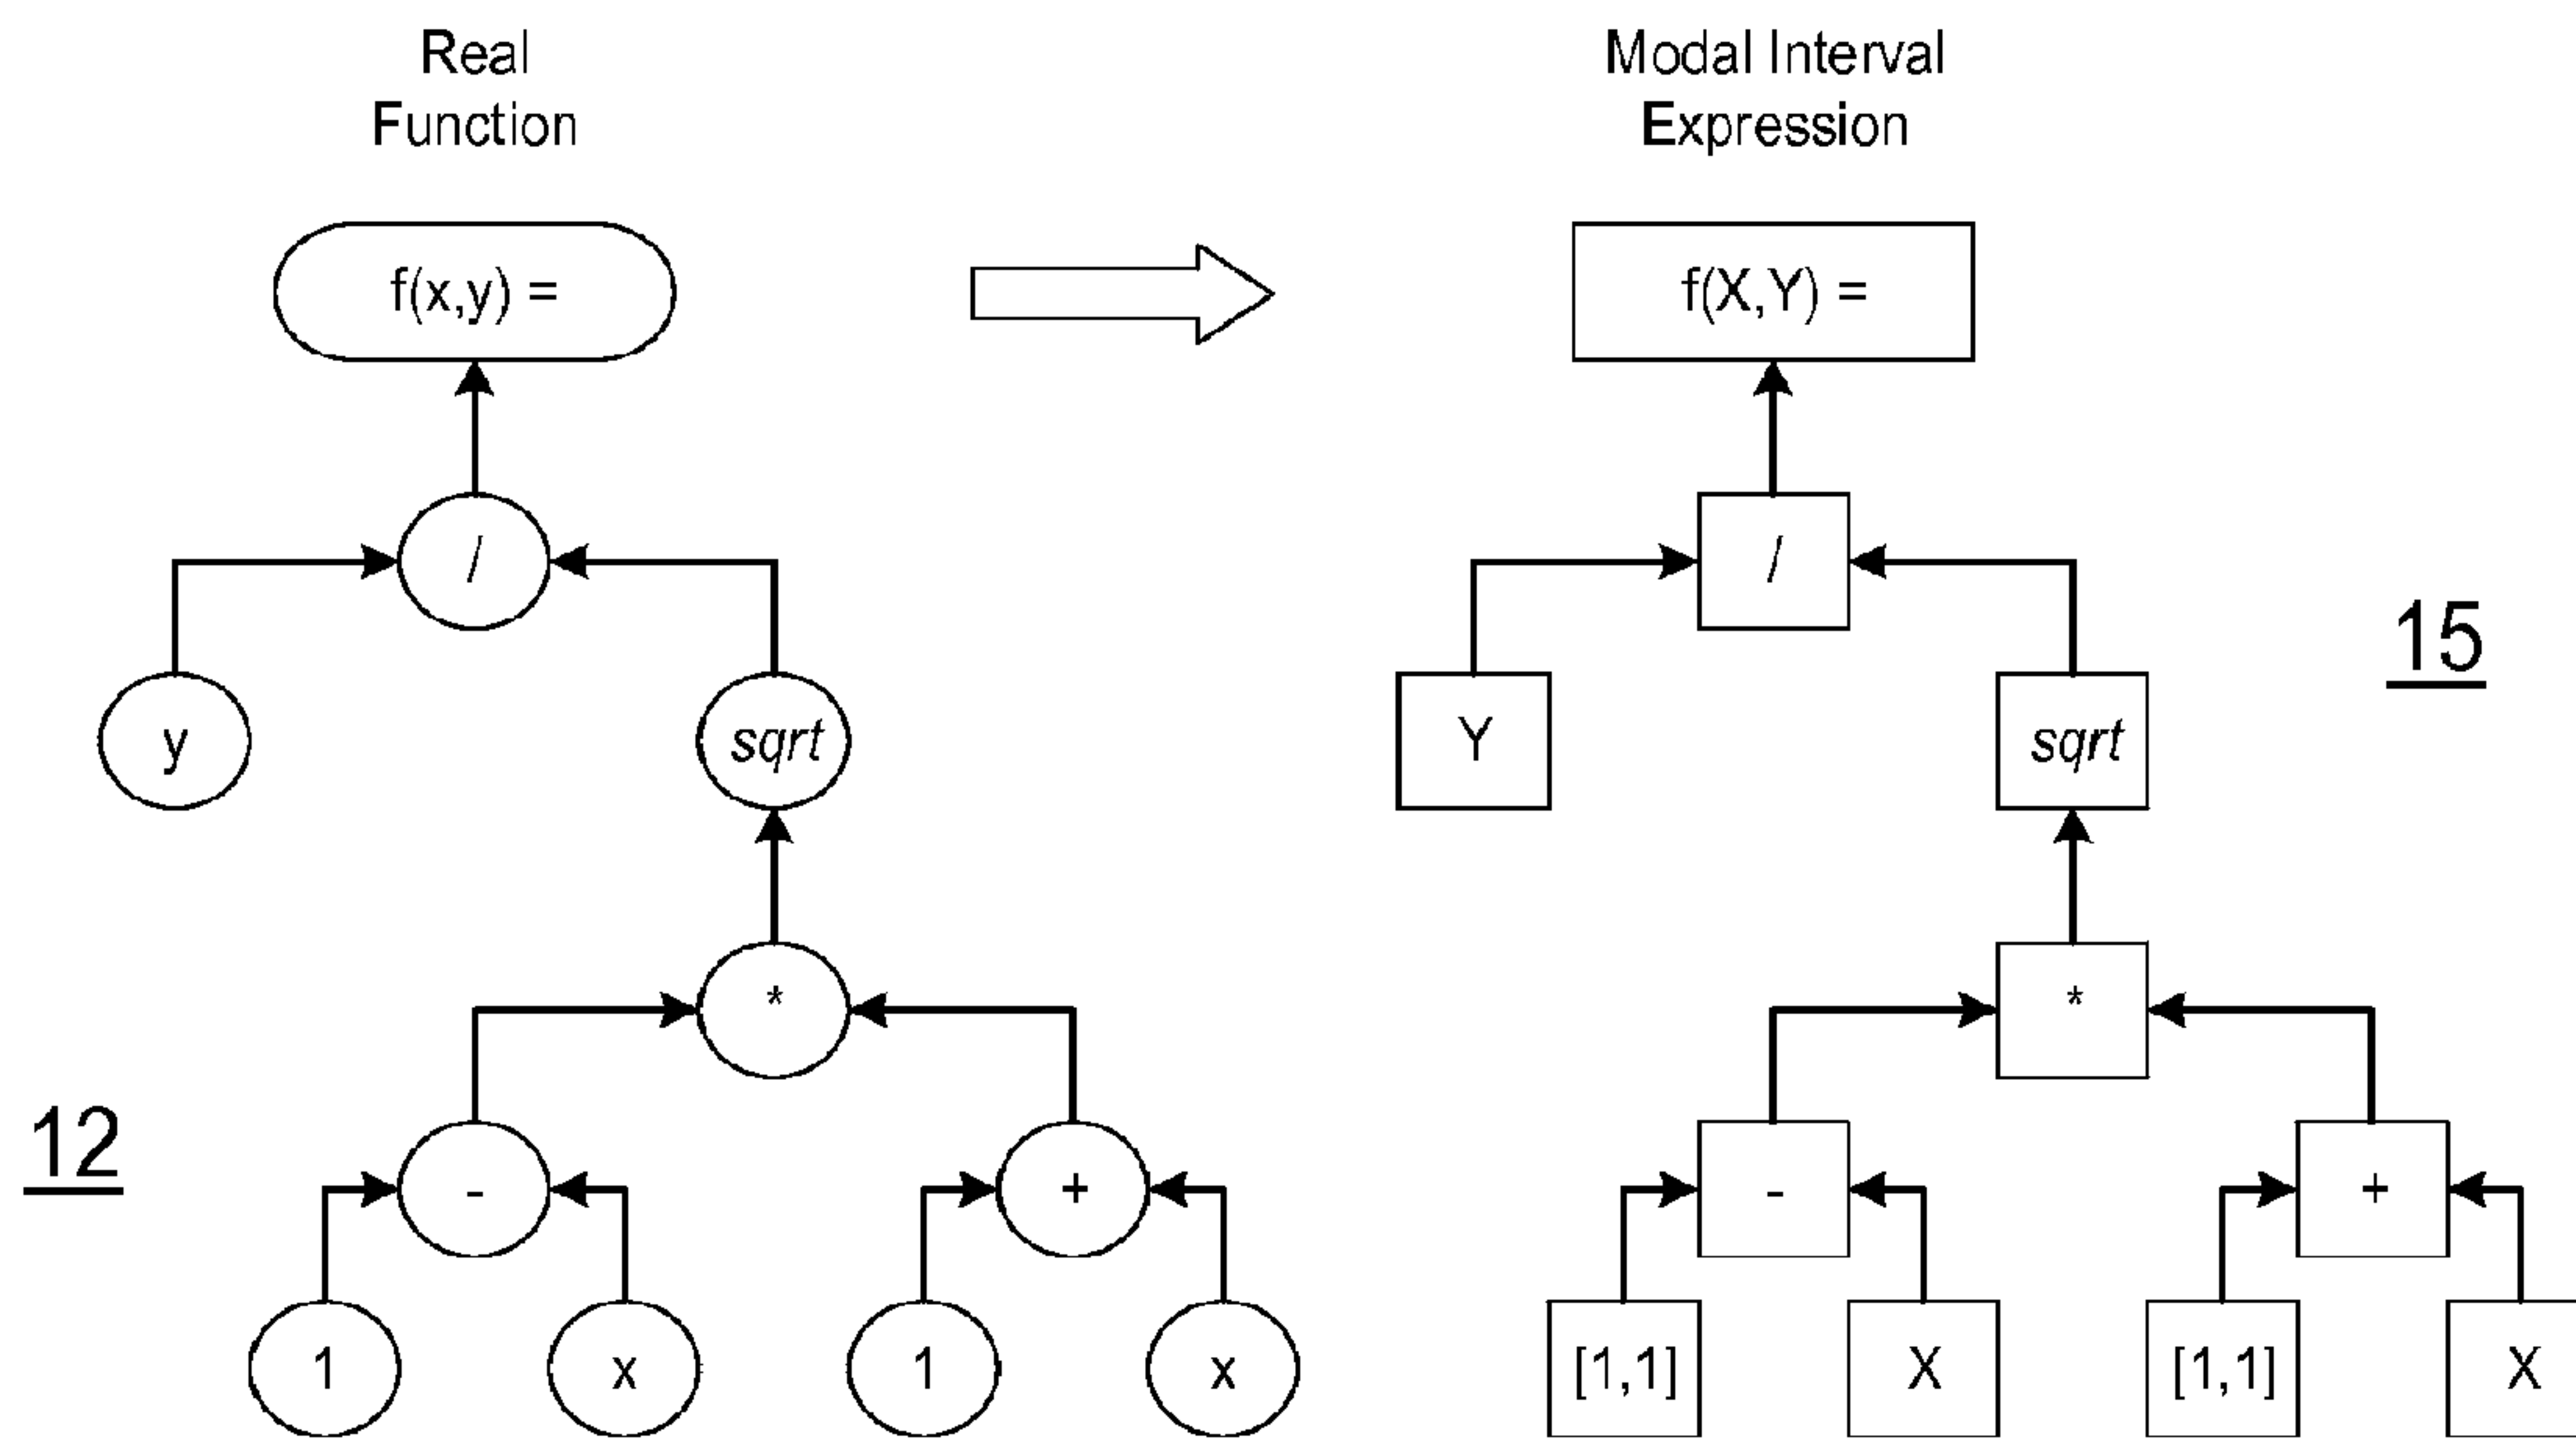 Real
Function
Modal Interval
Expression
f(x,y) =
f(X,Y) =
/
/
15
y
sqrt
Y
sqrt
*
*
12
-
+
-
+
1
x
1
x
[1,1]
X
[1,1]
X